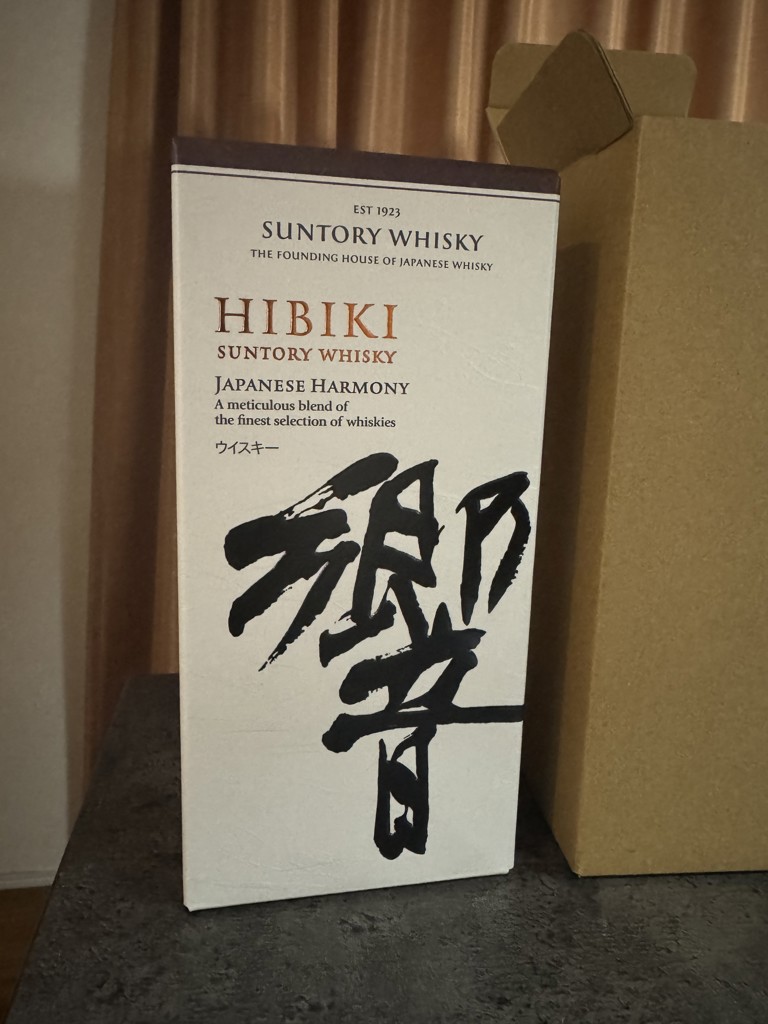 EST 1923
SUNTORY WHISKY
THE FOUNDING HOUSE OF JAPANESE WHISKY
HIBIKI
SUNTORY WHISKY
JAPANESE HARMONY
A meticulous blend of
the finest selection of whiskies
ウイスキー
響